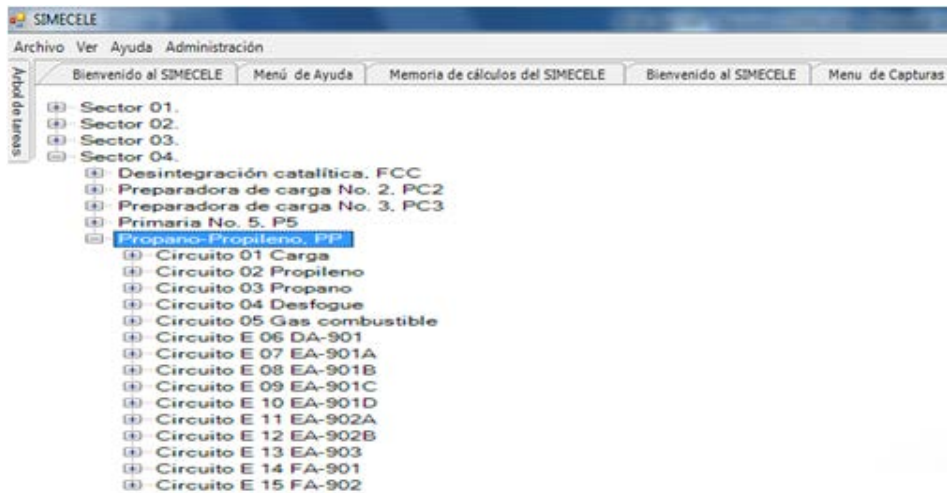 SIMECELE
Archivo Ver Ayuda Administración
Bienvenido al SIMECELE Menú de Ayuda Memoria de cálculos del SIMECELE Bienvenido al SIMECELE Menu de Capturas
Arbol de tareas
Sector 01.
Sector 02.
Sector 03.
Sector 04.
Desintegración catalítica, FCC
Preparadora de carga No. 2, PC2
Preparadora de carga No. 3, PC3
Primaria No. 5, P5
Propano-Propileno, PP
Circuito 01 Carga
Circuito 02 Propileno
Circuito 03 Propano
Circuito 04 Desfogue
Circuito 05 Gas combustible
Circuito E 06 DA-901
Circuito E 07 EA-901A
Circuito E 08 EA-901B
Circuito E 09 EA-901C
Circuito E 10 EA-901D
Circuito E 11 EA-902A
Circuito E 12 EA-902B
Circuito E 13 EA-903
Circuito E 14 FA-901
Circuito E 15 FA-902